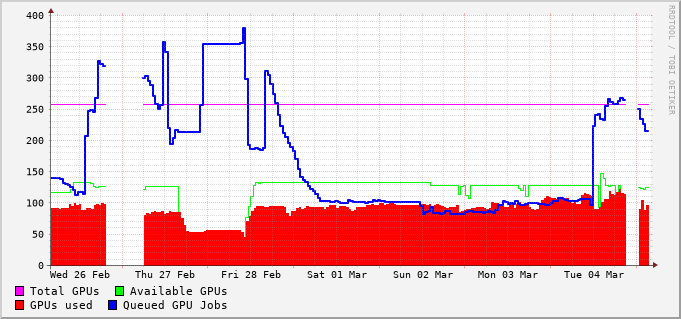 400
350
300
250
200
150
100
50
0
Wed 26 Feb Thu 27 Feb Fri 28 Feb Sat 01 Mar Sun 02 Mar Mon 03 Mar Tue 04 Mar
Total GPUs Available GPUs
GPUs used Queued GPU Jobs
RRDTOOL / TOBI OETIKER